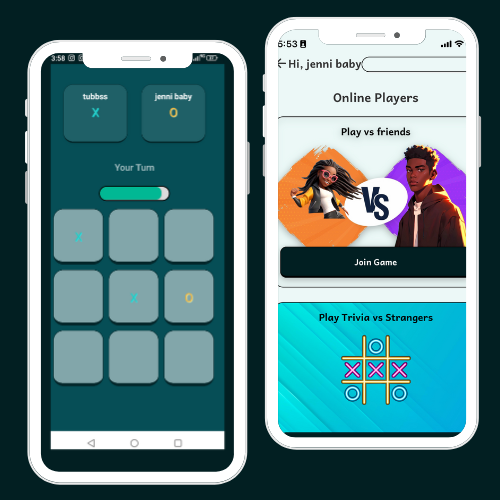 3:58
tubbss
jenni baby
X
O
Your Turn
X
X
O
5:53
Hi, jenni baby
Online Players
Play vs friends
VS
Join Game
Play Trivia vs Strangers
O
X X X
O O